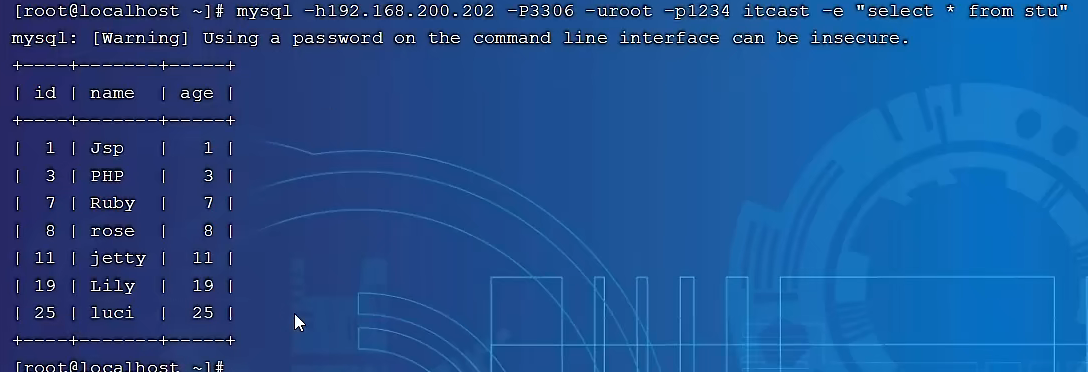 [root@localhost ~]# mysql -h192.168.200.202 -P3306 -uroot -p1234 itcast -e "select * from stu"
mysql: [Warning] Using a password on the command line interface can be insecure.
+----+-------+-----+
| id | name  | age |
+----+-------+-----+
|  1 | Jsp   |   1 |
|  3 | PHP   |   3 |
|  7 | Ruby  |   7 |
|  8 | rose  |   8 |
| 11 | jetty |  11 |
| 19 | Lily  |  19 |
| 25 | luci  |  25 |
+----+-------+-----+
[root@localhost ~]#